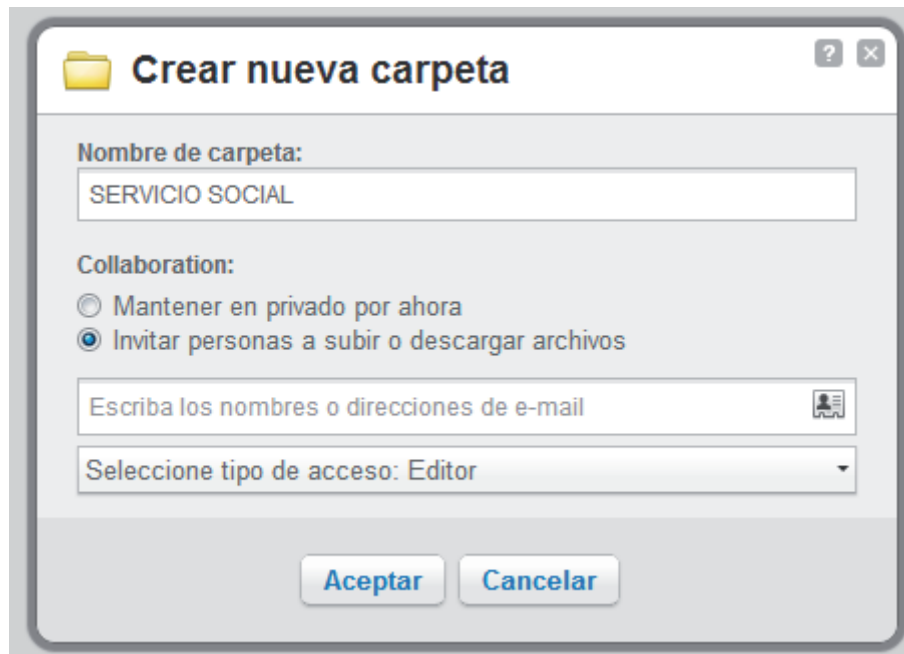 Crear nueva carpeta
?
Nombre de carpeta:
SERVICIO SOCIAL
Collaboration:
Mantener en privado por ahora
Invitar personas a subir o descargar archivos
Escriba los nombres o direcciones de e-mail
Seleccione tipo de acceso: Editor
Aceptar Cancelar